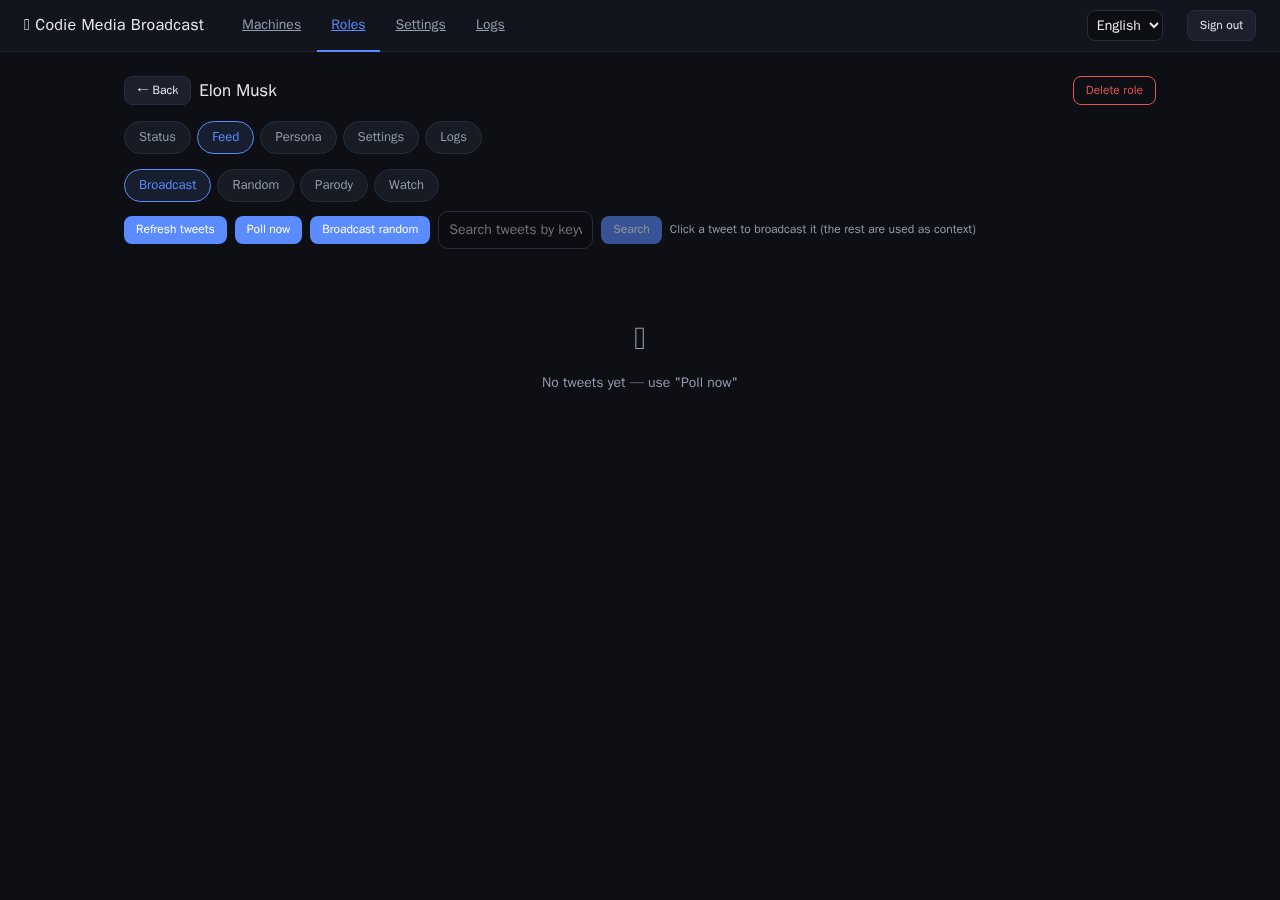 Codie Media Broadcast Machines Roles Settings Logs English Sign out
← Back Elon Musk Delete role
Status Feed Persona Settings Logs
Broadcast Random Parody Watch
Refresh tweets Poll now Broadcast random Search tweets by keyw Search Click a tweet to broadcast it (the rest are used as context)
No tweets yet — use "Poll now"